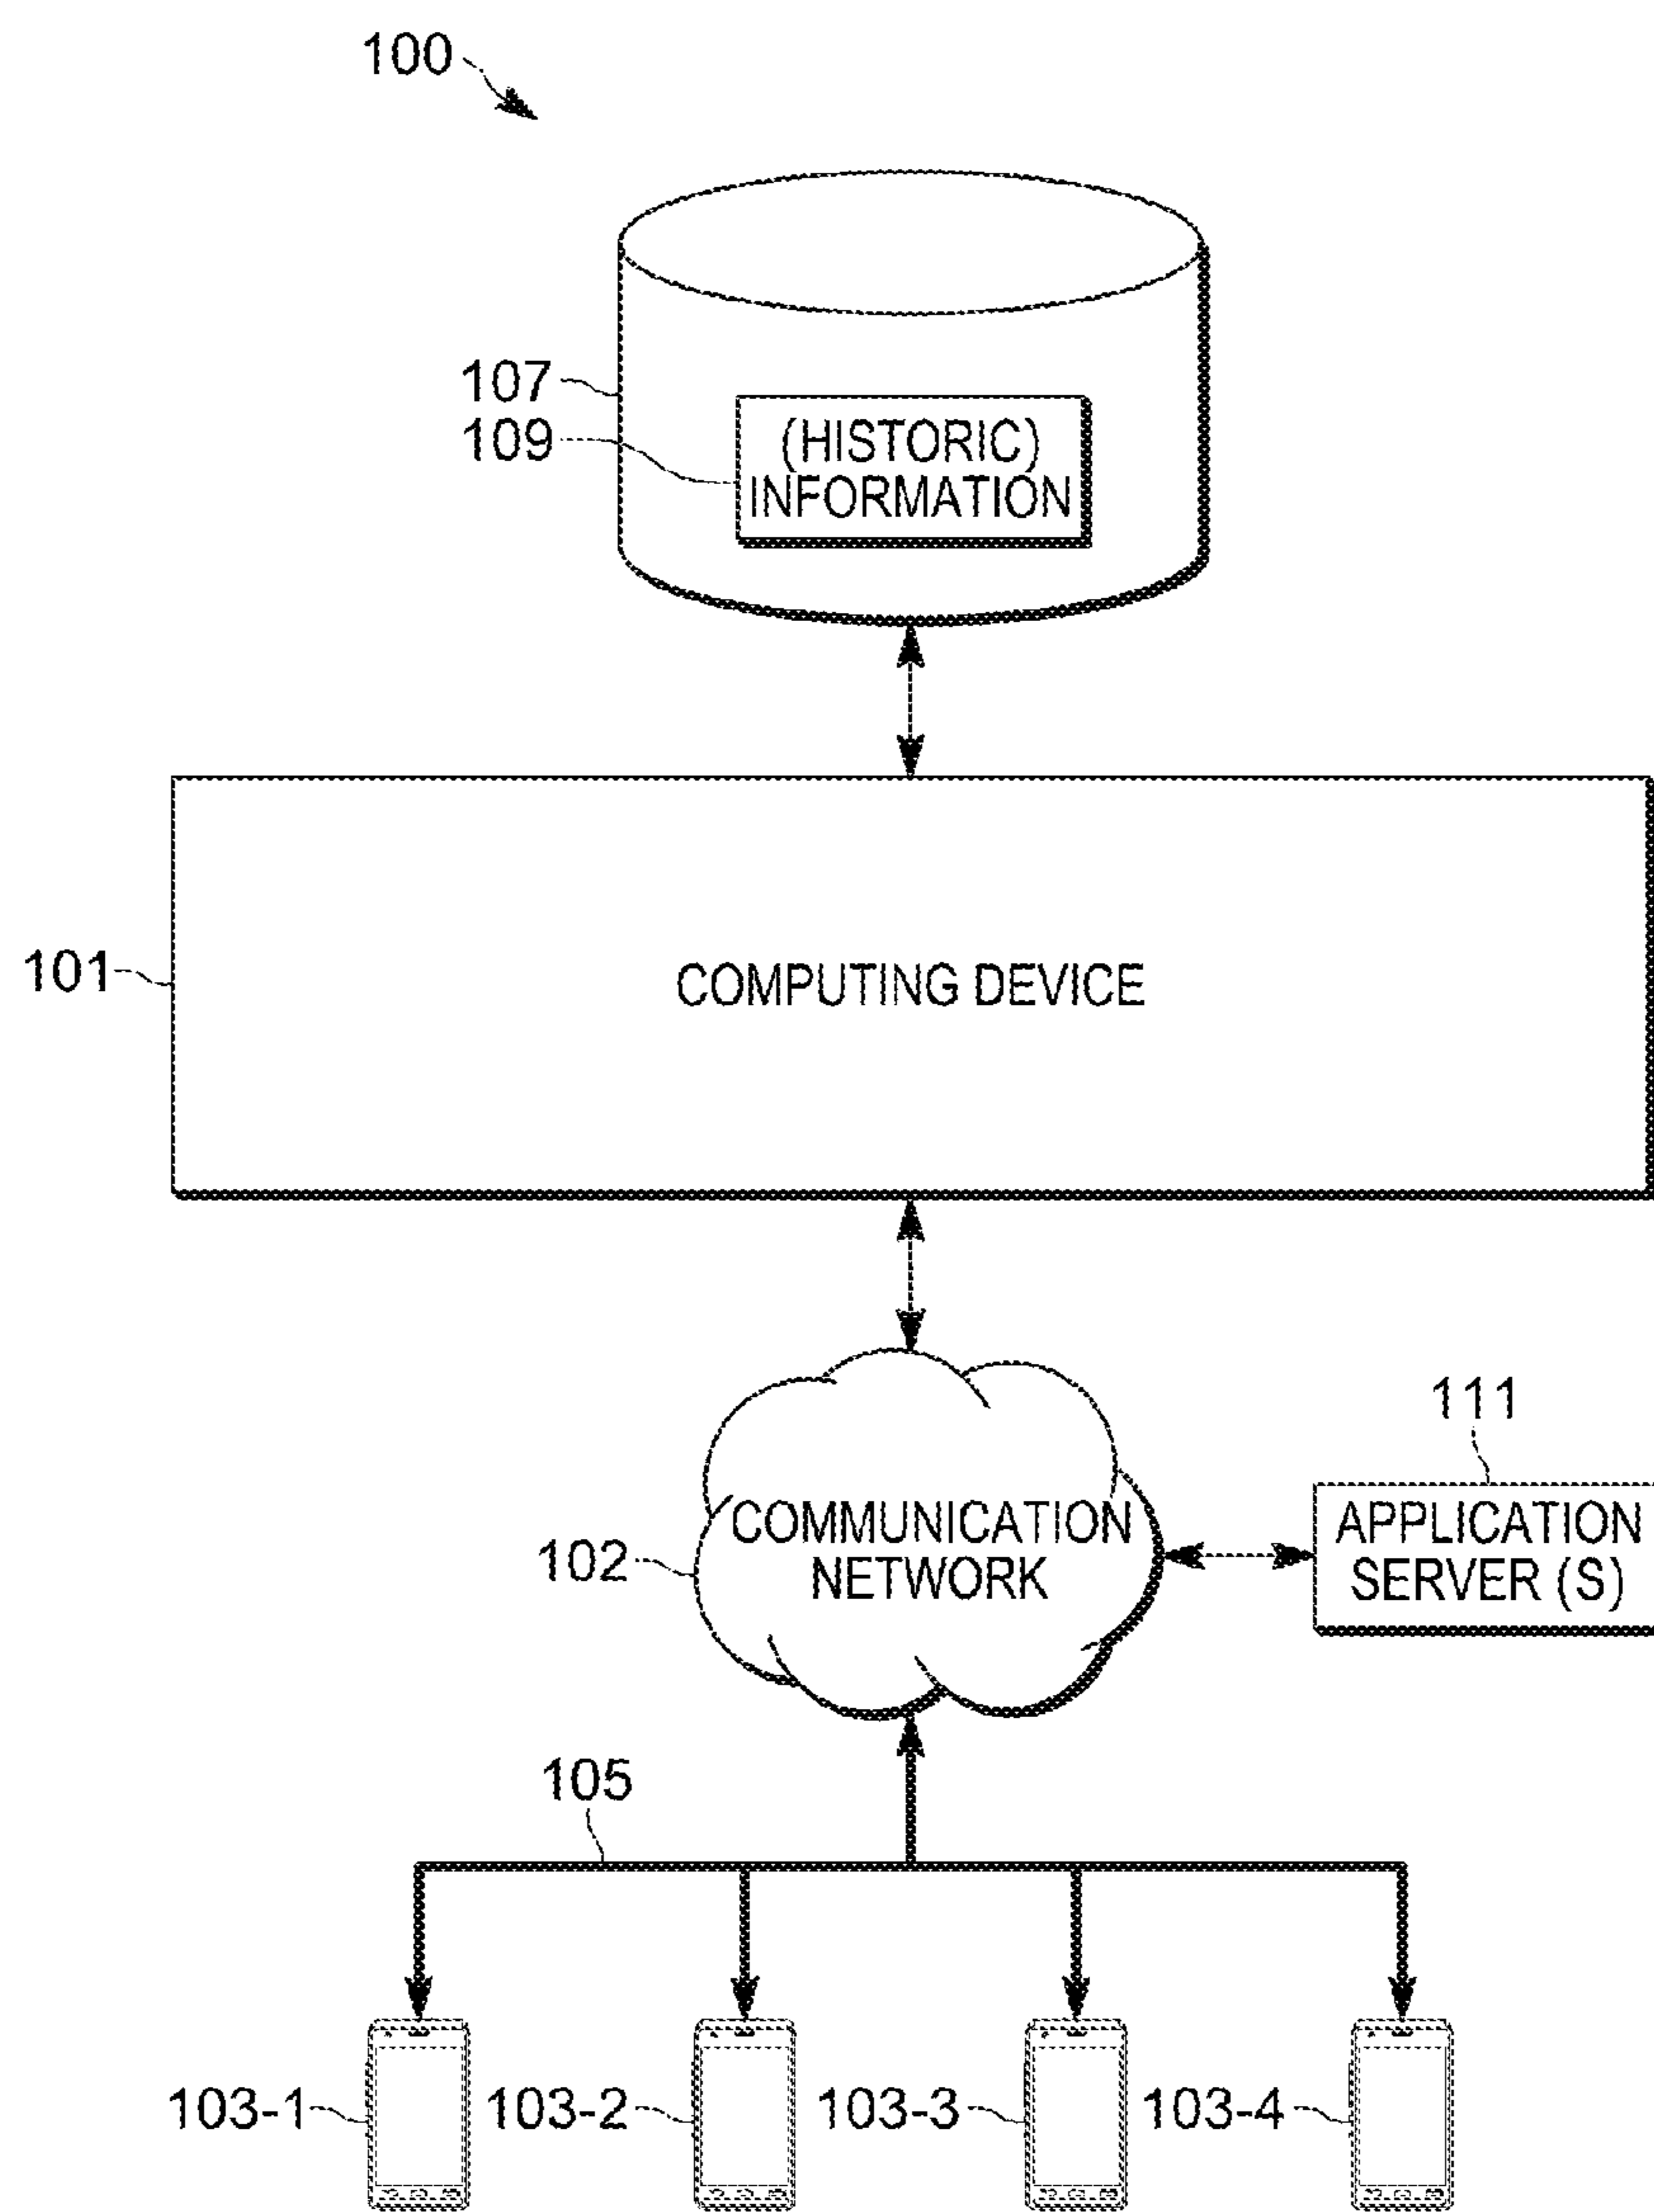 100
107
109
(HISTORIC)
INFORMATION
101
COMPUTING DEVICE
111
102
COMMUNICATION
NETWORK
APPLICATION
SERVER (S)
105
103-1
103-2
103-3
103-4